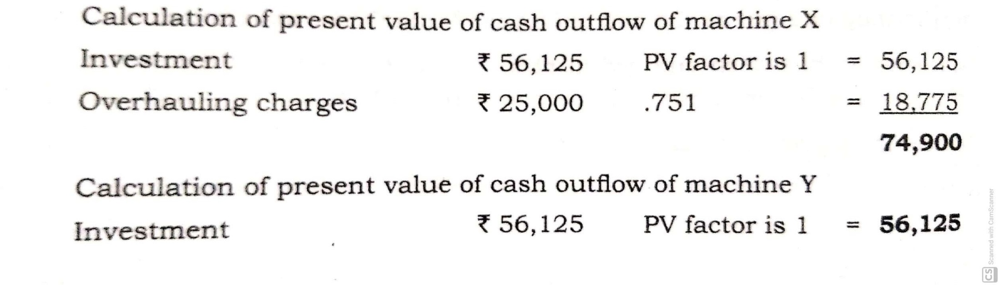 Calculation of present value of cash outflow of machine X
Investment ₹ 56,125 PV factor is 1 = 56,125
Overhauling charges ₹ 25,000 .751 = 18,775
74,900
Calculation of present value of cash outflow of machine Y
Investment ₹ 56,125 PV factor is 1 = 56,125
CS Scanned with CamScanner